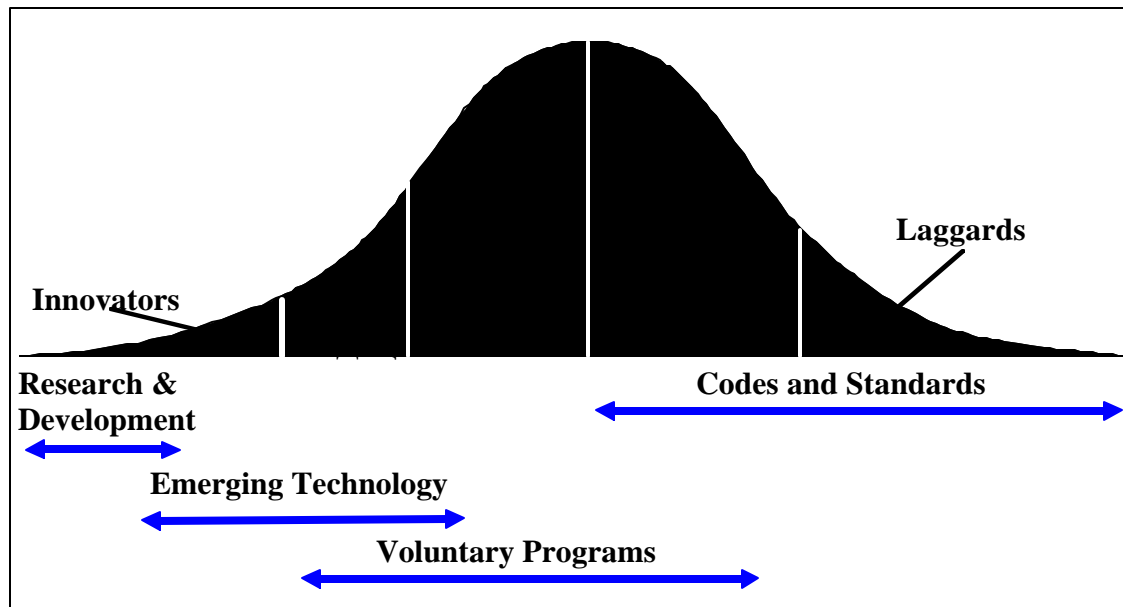 Laggards
Innovators
Research &
Development
Codes and Standards
Emerging Technology
Voluntary Programs